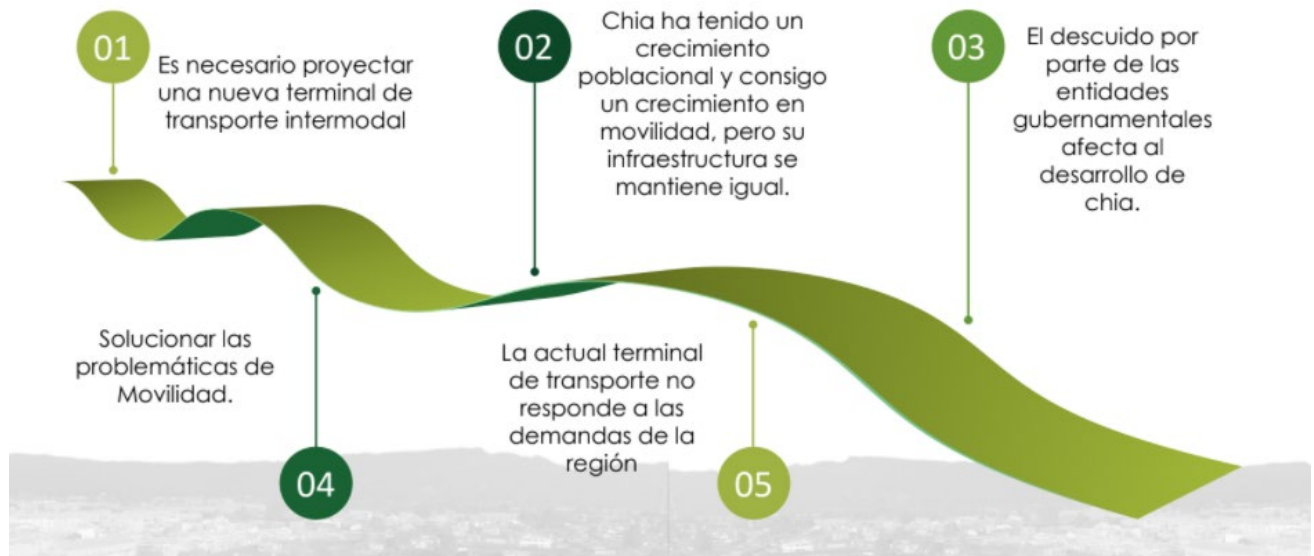 01
Es necesario proyectar
una nueva terminal de
transporte intermodal
02
Chia ha tenido un
crecimiento
poblacional y consigo
un crecimiento en
movilidad, pero su
infraestructura se
mantiene igual.
03
El descuido por
parte de las
entidades
gubernamentales
afecta al
desarrollo de
chia.
Solucionar las
problemáticas de
Movilidad.
04
La actual terminal
de transporte no
responde a las
demandas de la
región
05